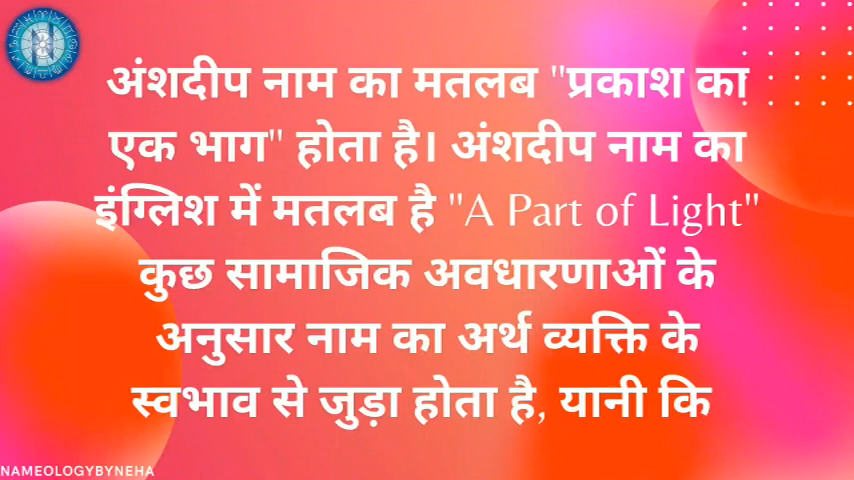 अंशदीप नाम का मतलब "प्रकाश का
एक भाग" होता है। अंशदीप नाम का
इंग्लिश में मतलब है "A Part of Light"
कुछ सामाजिक अवधारणाओं के
अनुसार नाम का अर्थ व्यक्ति के
स्वभाव से जुड़ा होता है, यानी कि
NAMEOLOGYBYNEHA